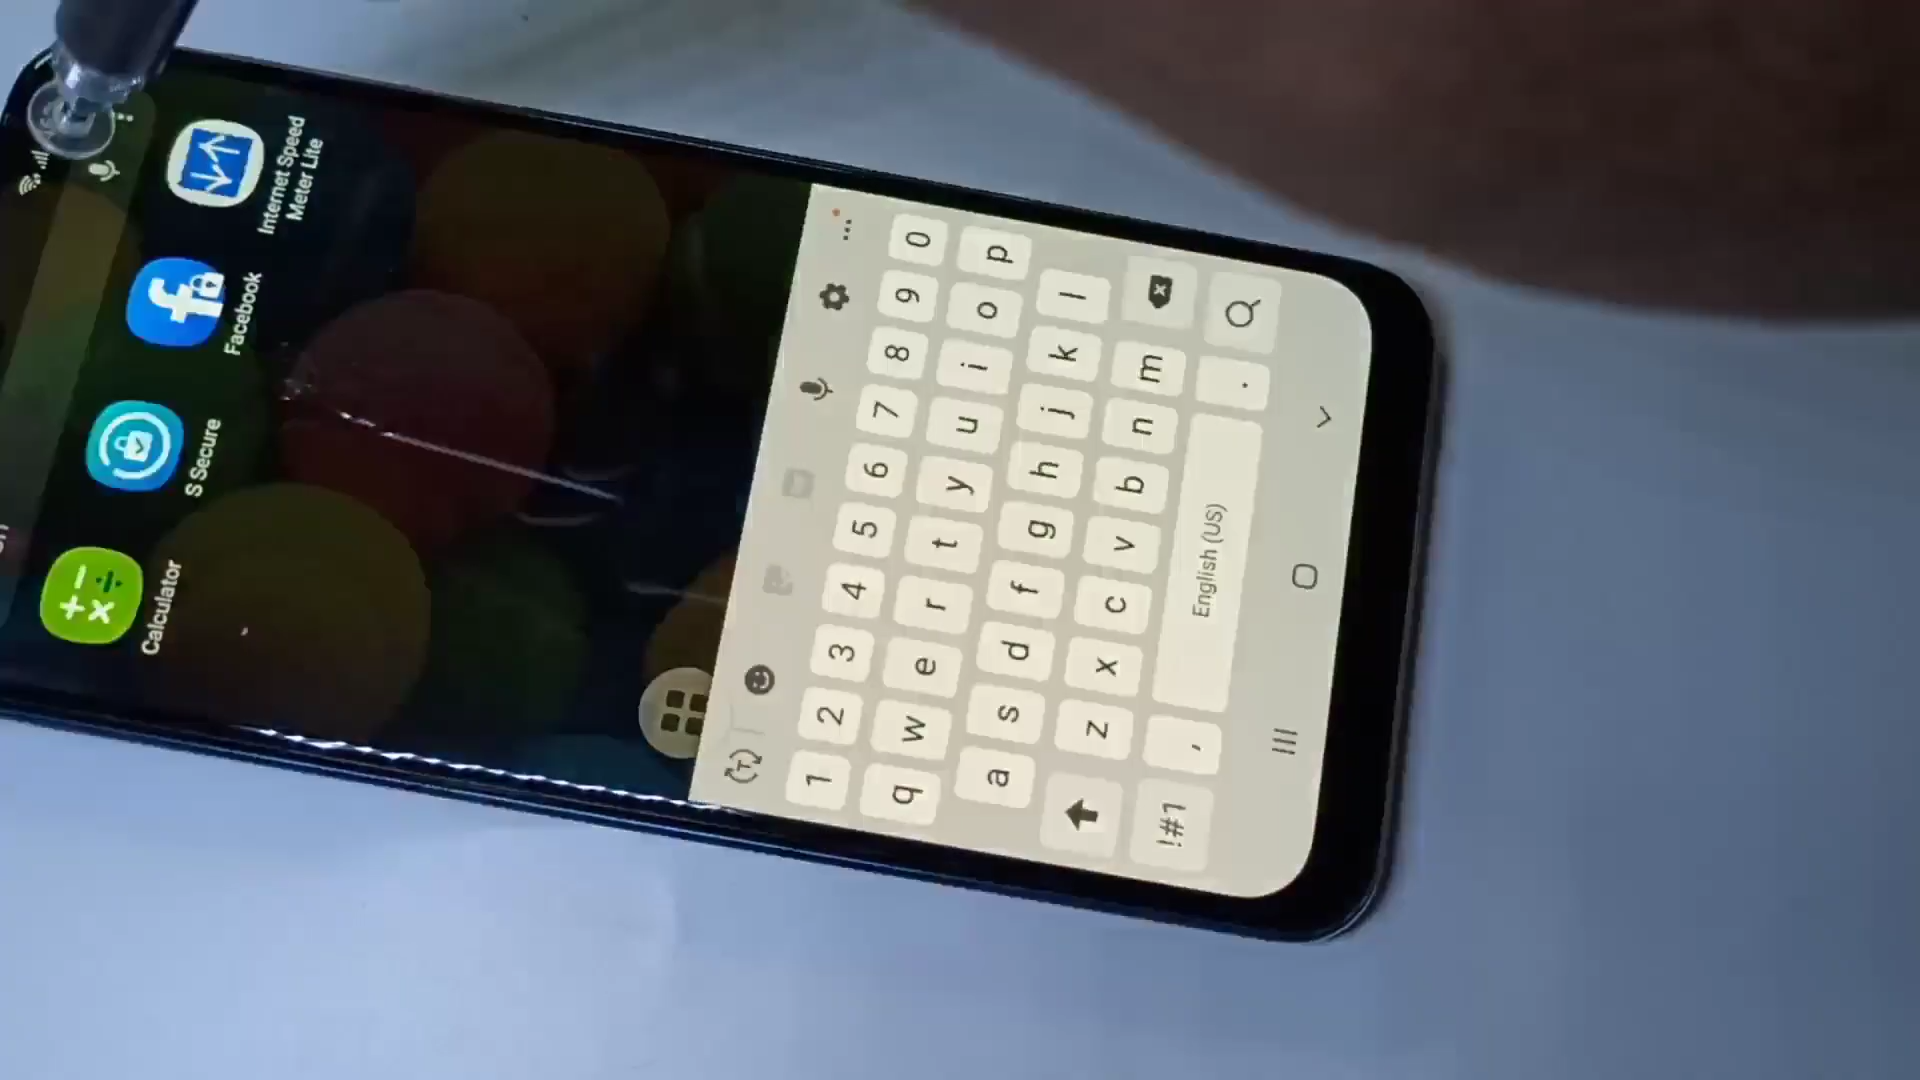 Calculator
S Secure
Facebook
Internet Speed
Meter Lite
1 2 3 4 5 6 7 8 9 0
q w e r t y u i o p
a s d f g h j k l
z x c v b n m
!#1 , English (US) .